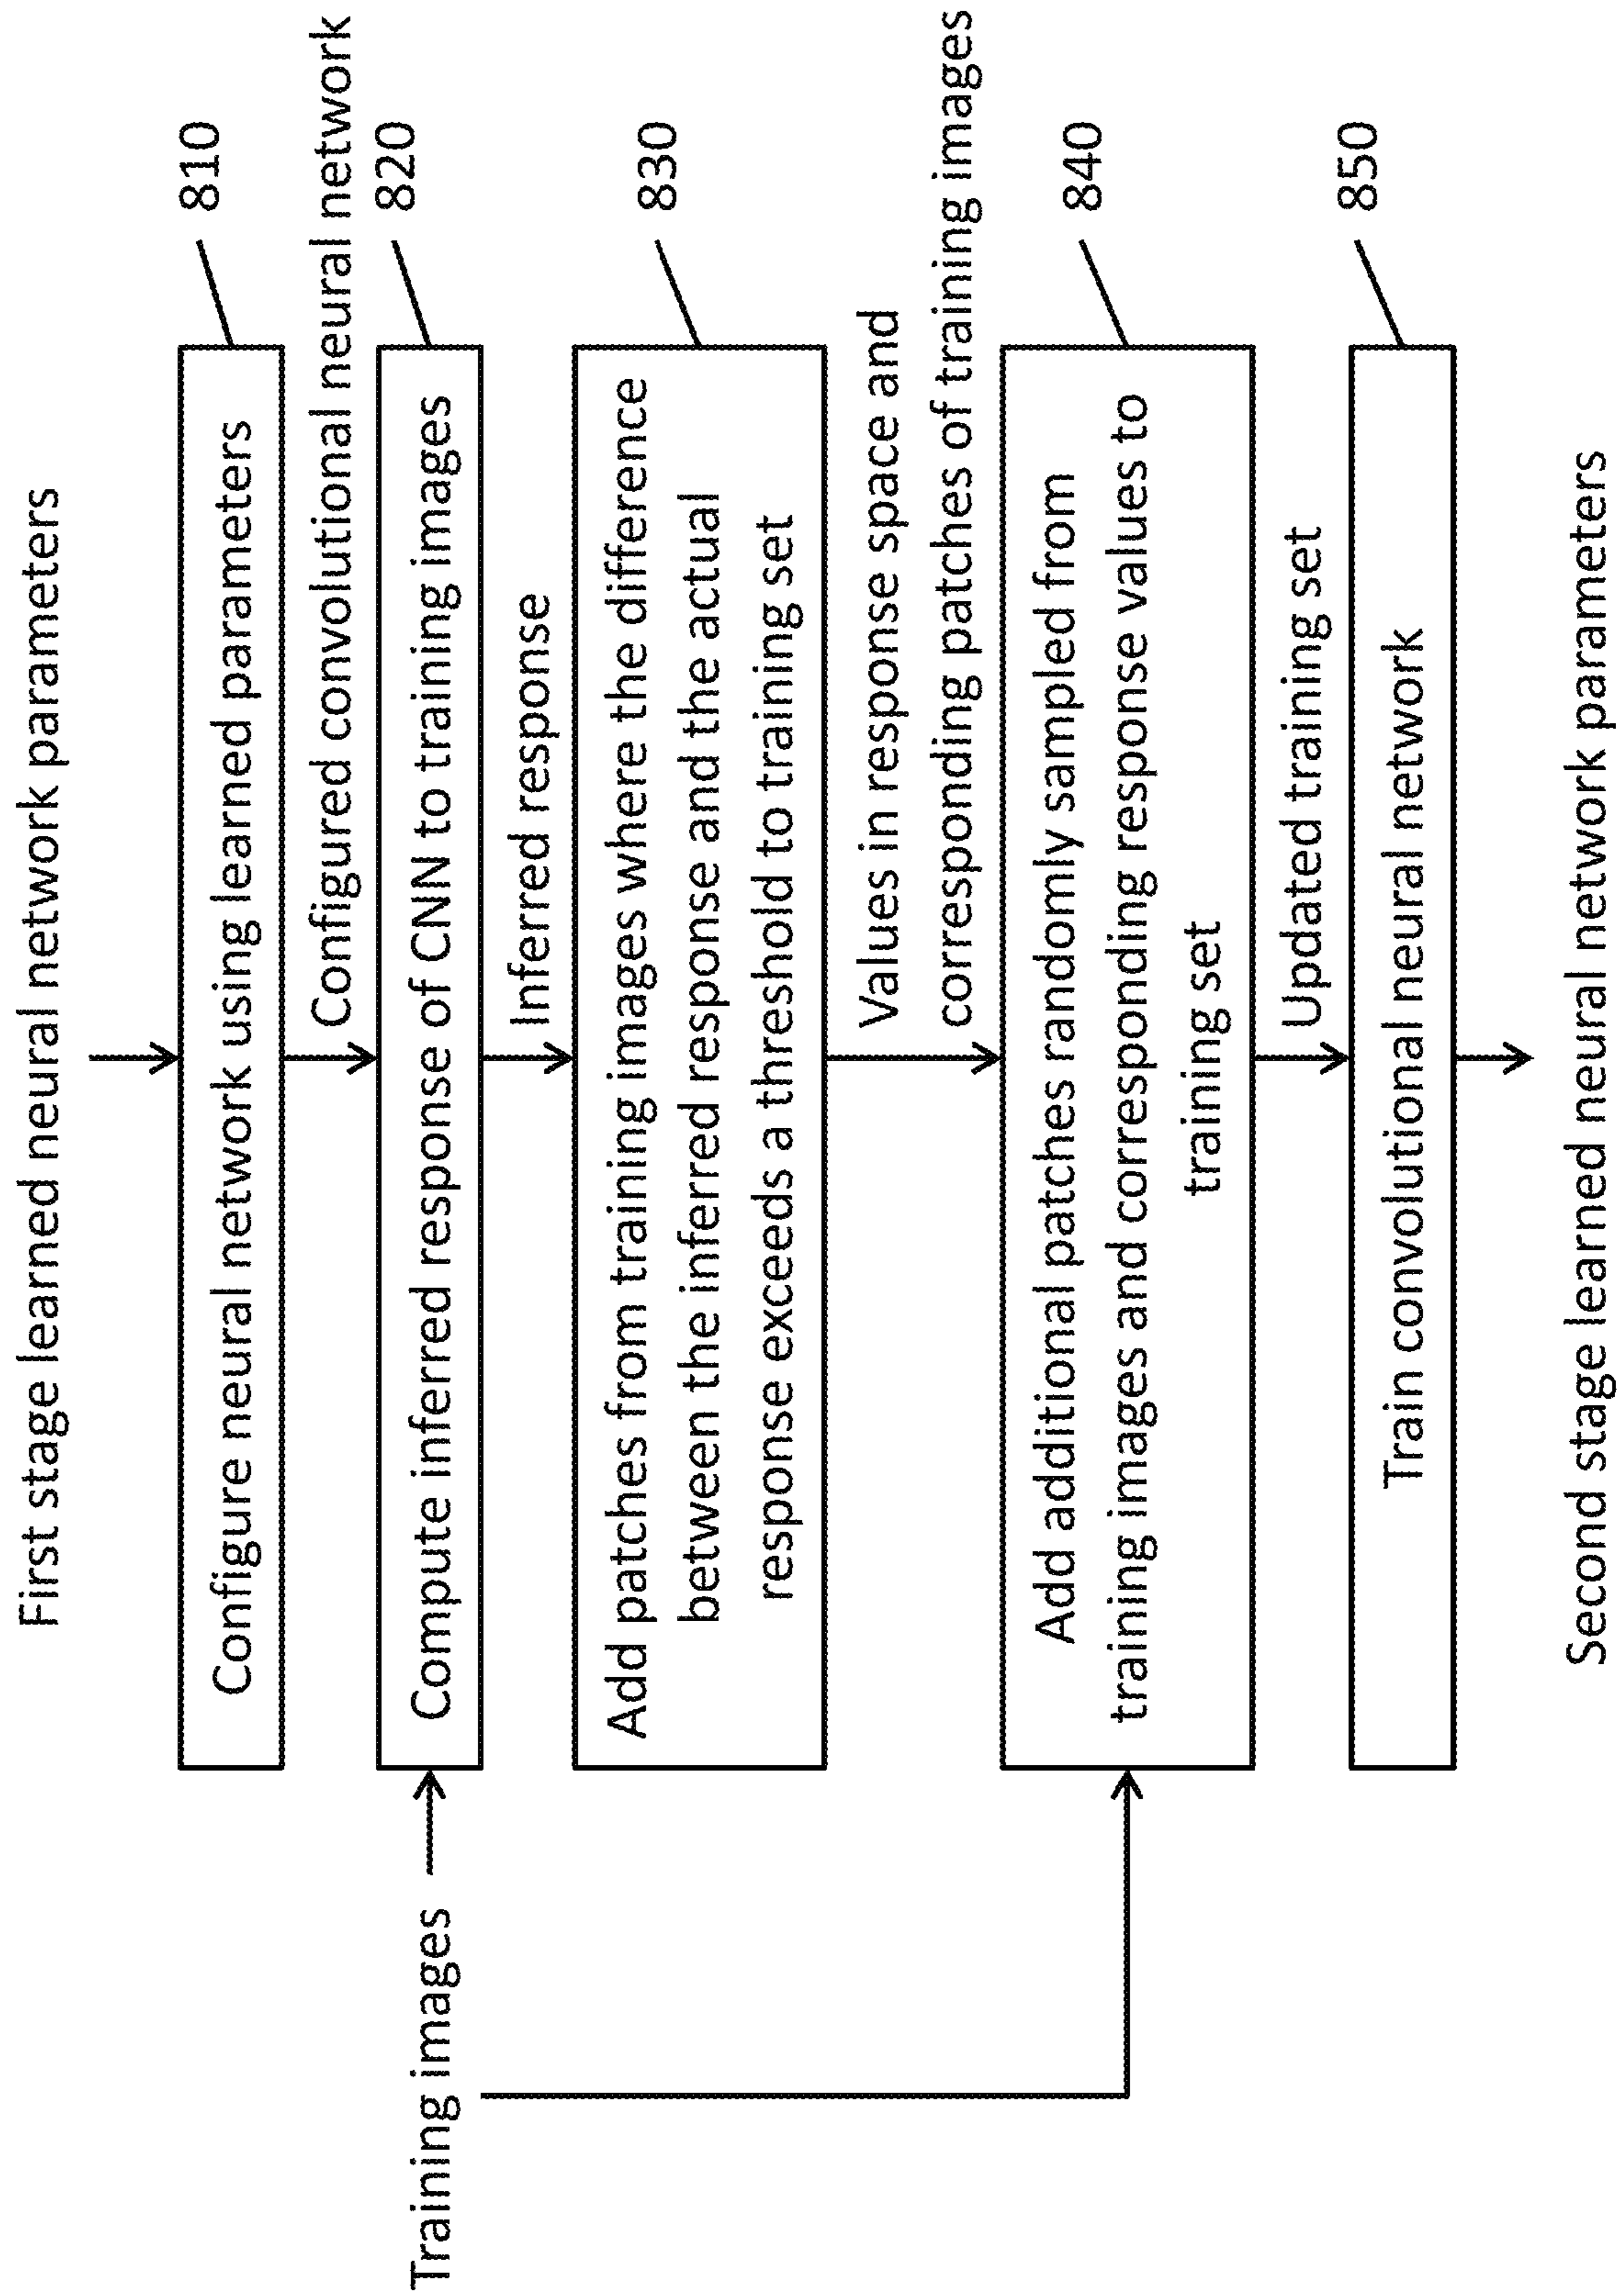 First stage learned neural network parameters
Configure neural network using learned parameters
810
Configured convolutional neural network
Training images
Compute inferred response of CNN to training images
820
Inferred response
Add patches from training images where the difference
between the inferred response and the actual
response exceeds a threshold to training set
830
Values in response space and
corresponding patches of training images
Add additional patches randomly sampled from
training images and corresponding response values to
training set
840
Updated training set
Train convolutional neural network
850
Second stage learned neural network parameters